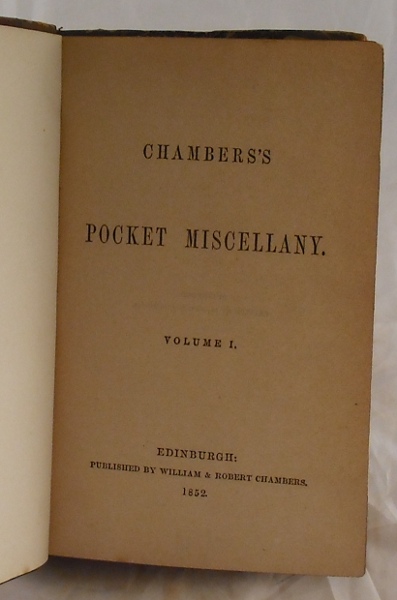 CHAMBERS'S
POCKET MISCELLANY.
VOLUME I.
EDINBURGH:
PUBLISHED BY WILLIAM & ROBERT CHAMBERS.
1852.